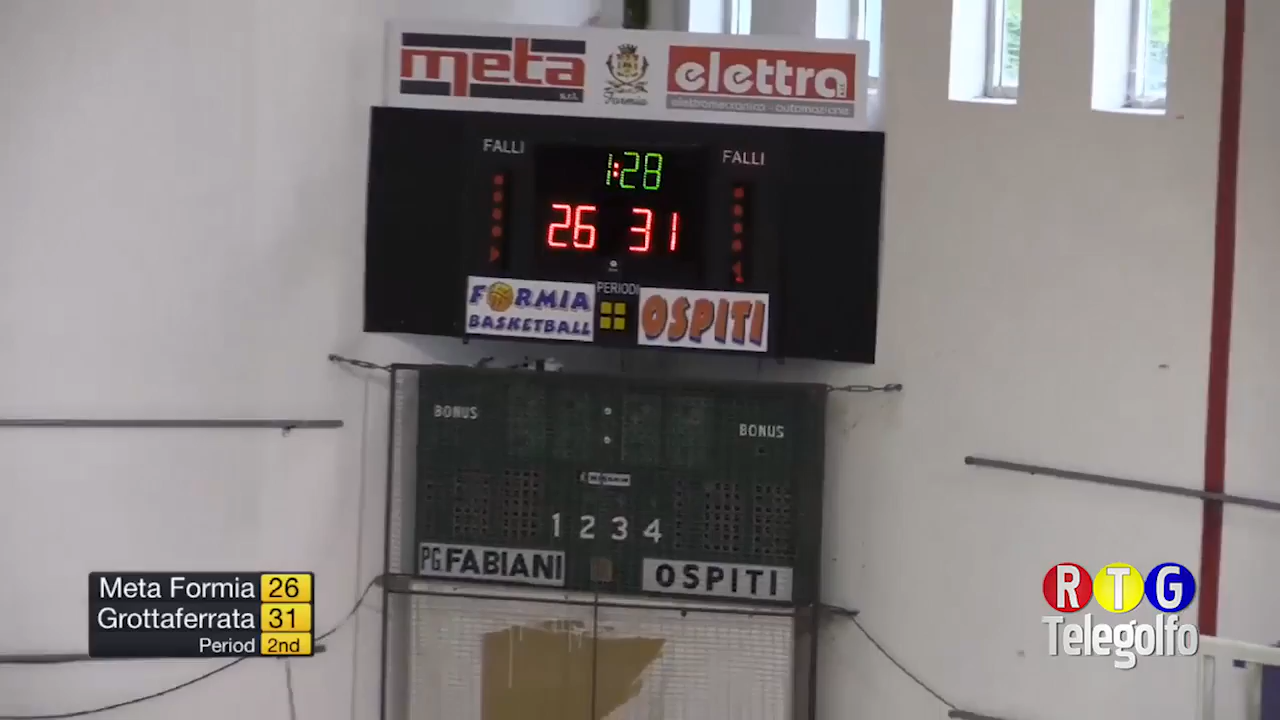 meta
s.r.l.
Formia
elettra
elettromeccanica - automazione
FALLI
FALLI
1:28
26 31
PERIODI
FORMIA
BASKETBALL
OSPITI
BONUS
BONUS
1 2 3 4
PG.FABIANI
OSPITI
Meta Formia 26
Grottaferrata 31
Period 2nd
RTG
Telegolfo